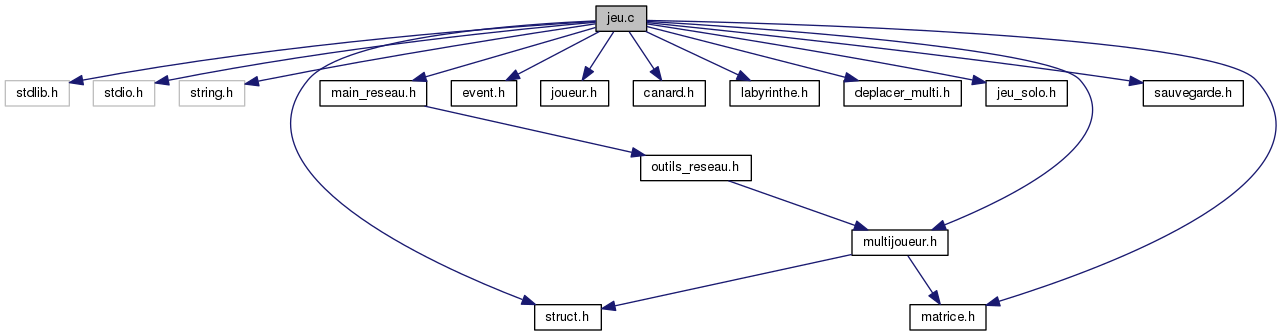 jeu.c
stdlib.h
stdio.h
string.h
main_reseau.h
event.h
joueur.h
canard.h
labyrinthe.h
deplacer_multi.h
jeu_solo.h
sauvegarde.h
outils_reseau.h
multijoueur.h
struct.h
matrice.h